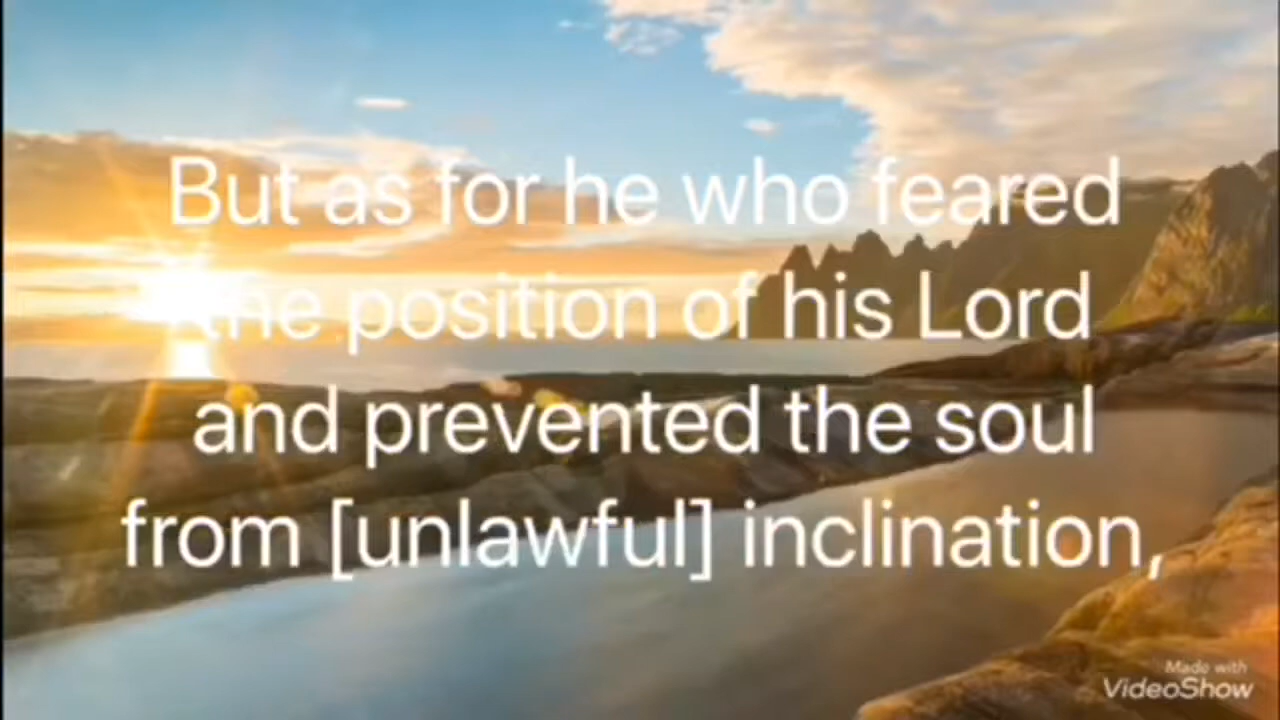 But as for he who feared
the position of his Lord
and prevented the soul
from [unlawful] inclination,
Made with
VideoShow